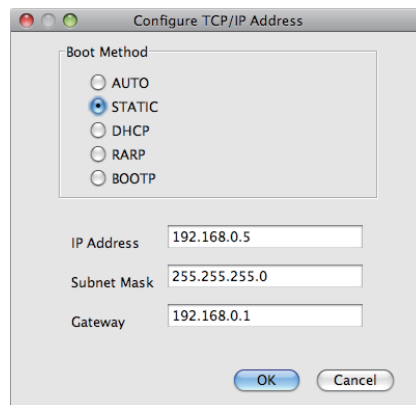 Configure TCP/IP Address
Boot Method
AUTO
STATIC
DHCP
RARP
BOOTP
IP Address 192.168.0.5
Subnet Mask 255.255.255.0
Gateway 192.168.0.1
OK Cancel